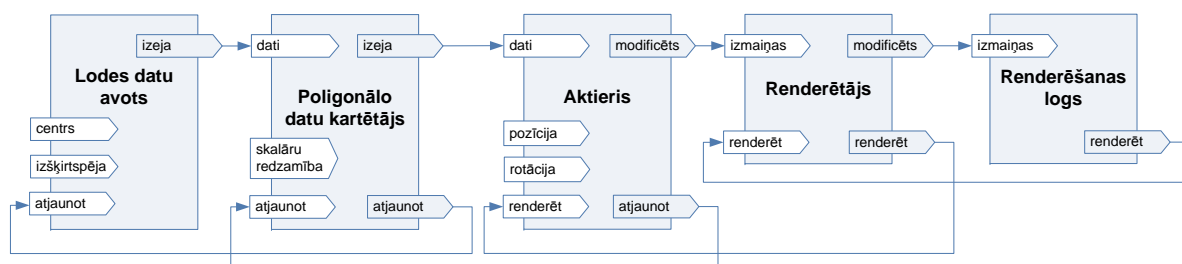 izeja
Lodes datu
avots
centrs
izšķirtspēja
atjaunot
dati
izeja
Poligonālo
datu kartētājs
skalāru
redzamība
atjaunot
atjaunot
dati
modificēts
Aktieris
pozīcija
rotācija
renderēt
atjaunot
izmaiņas
modificēts
Renderētājs
renderēt
renderēt
izmaiņas
Renderēšanas
logs
renderēt